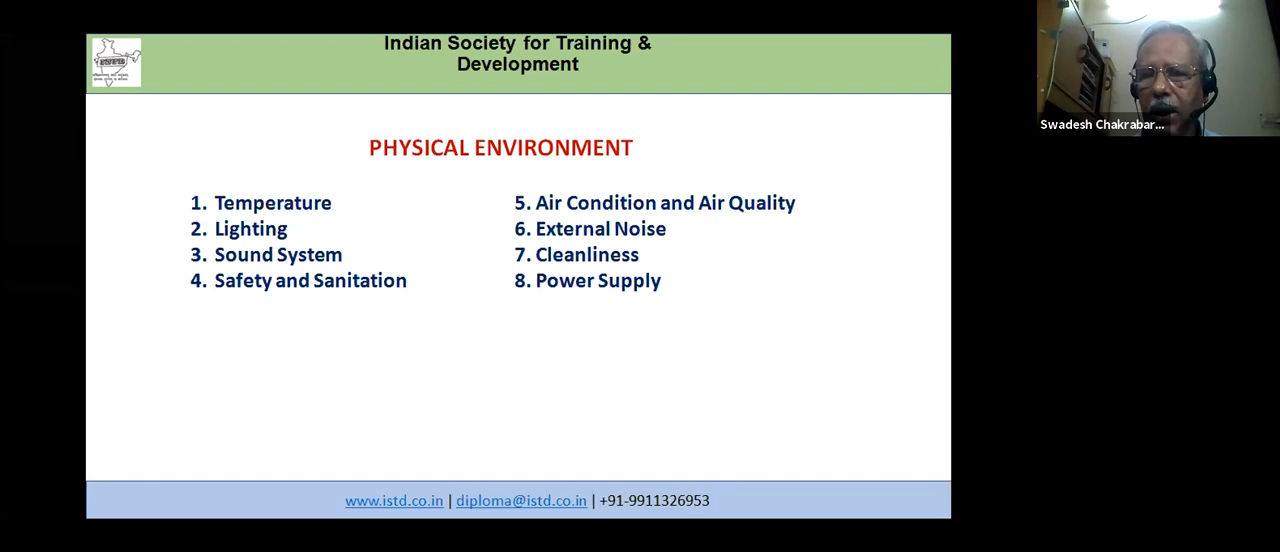 Indian Society for Training &
Development
PHYSICAL ENVIRONMENT
1. Temperature
2. Lighting
3. Sound System
4. Safety and Sanitation
5. Air Condition and Air Quality
6. External Noise
7. Cleanliness
8. Power Supply
www.istd.co.in | diploma@istd.co.in | +91-9911326953
Swadesh Chakrabar...